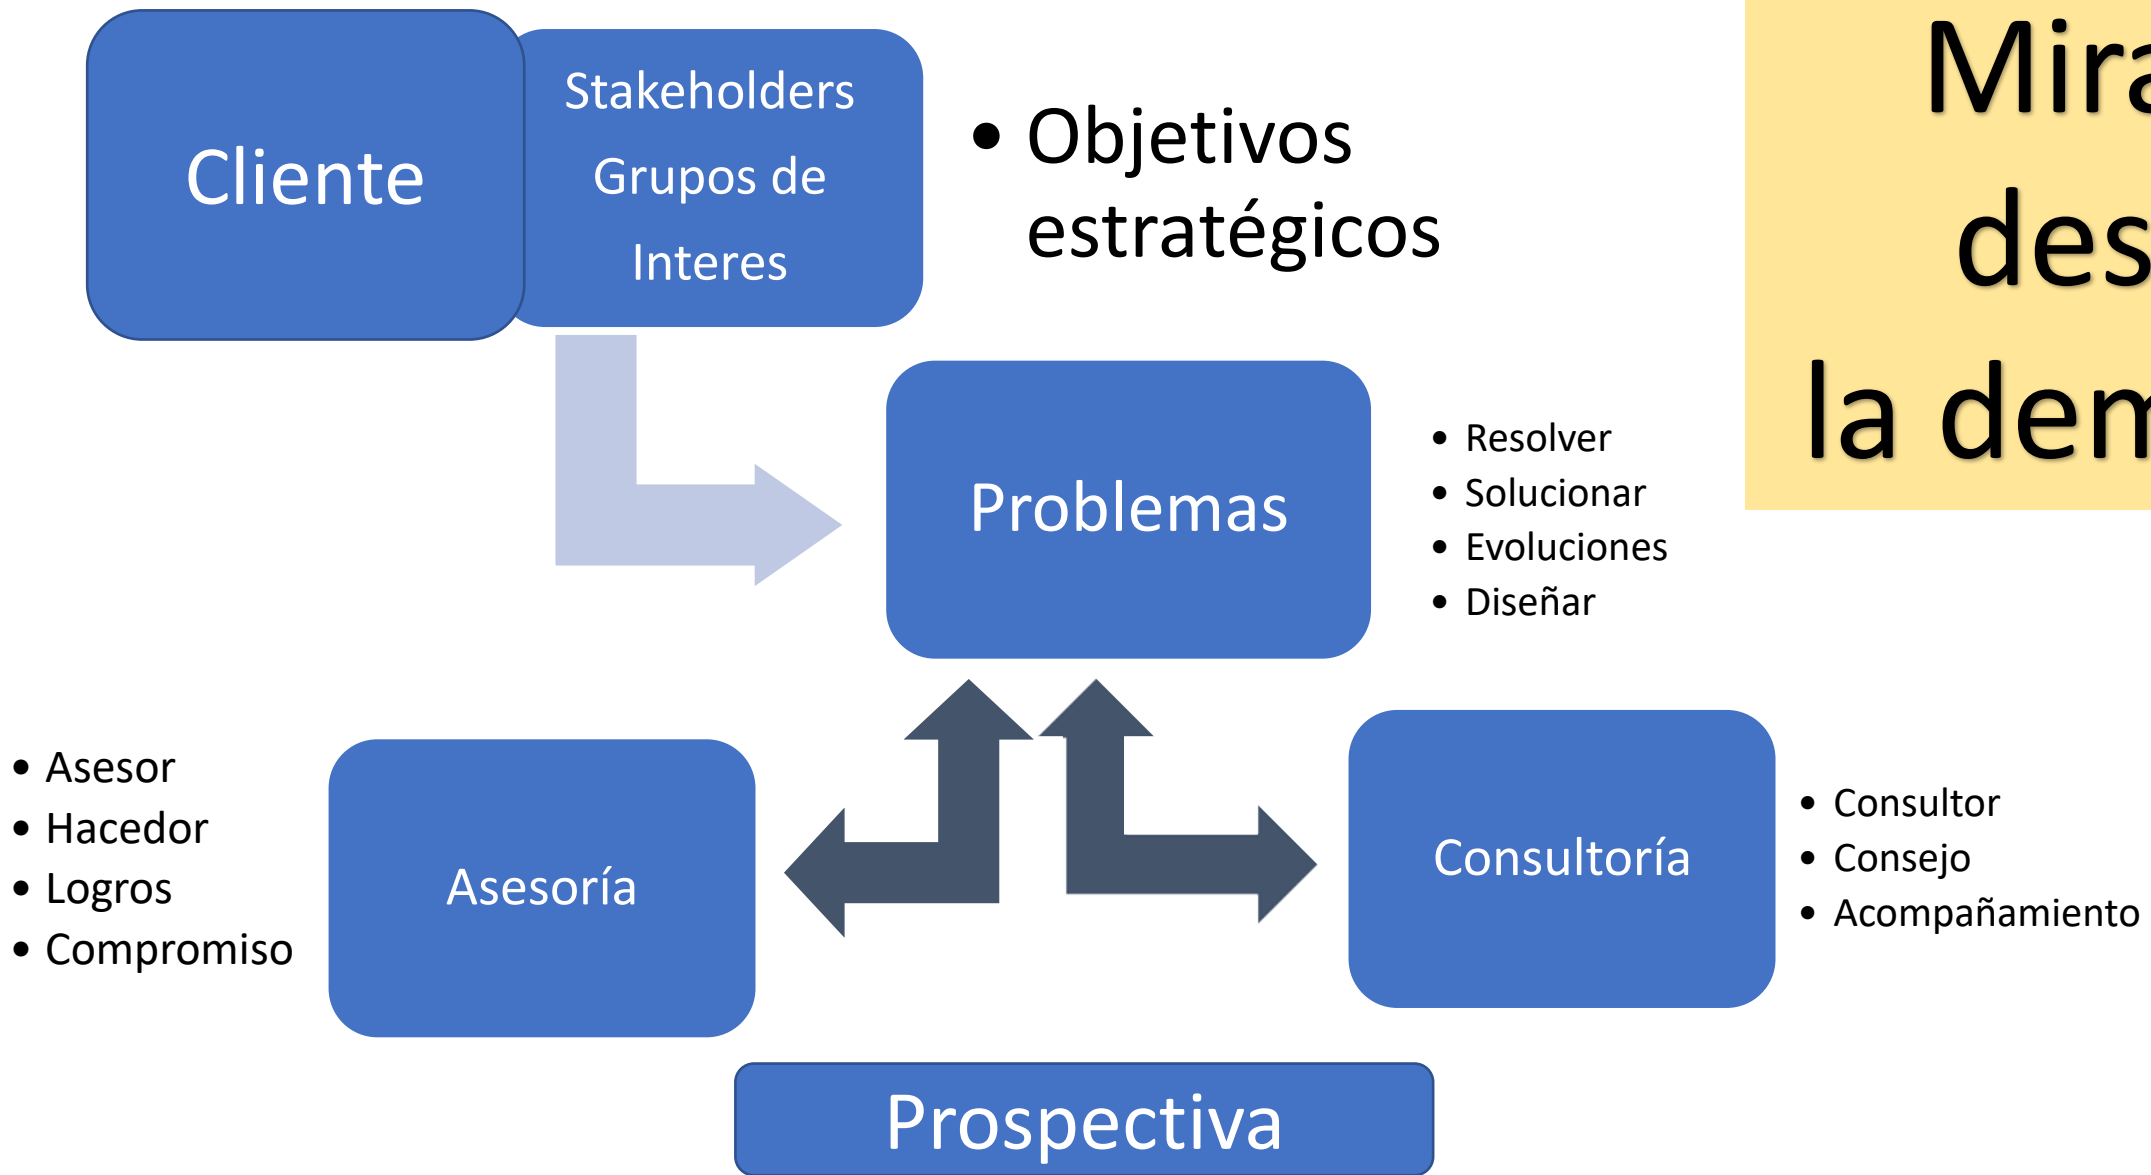 Cliente
Stakeholders
Grupos de
Interes
• Objetivos
estratégicos
Problemas
• Resolver
• Solucionar
• Evoluciones
• Diseñar
• Asesor
• Hacedor
• Logros
• Compromiso
Asesoría
Consultoría
• Consultor
• Consejo
• Acompañamiento
Prospectiva
la